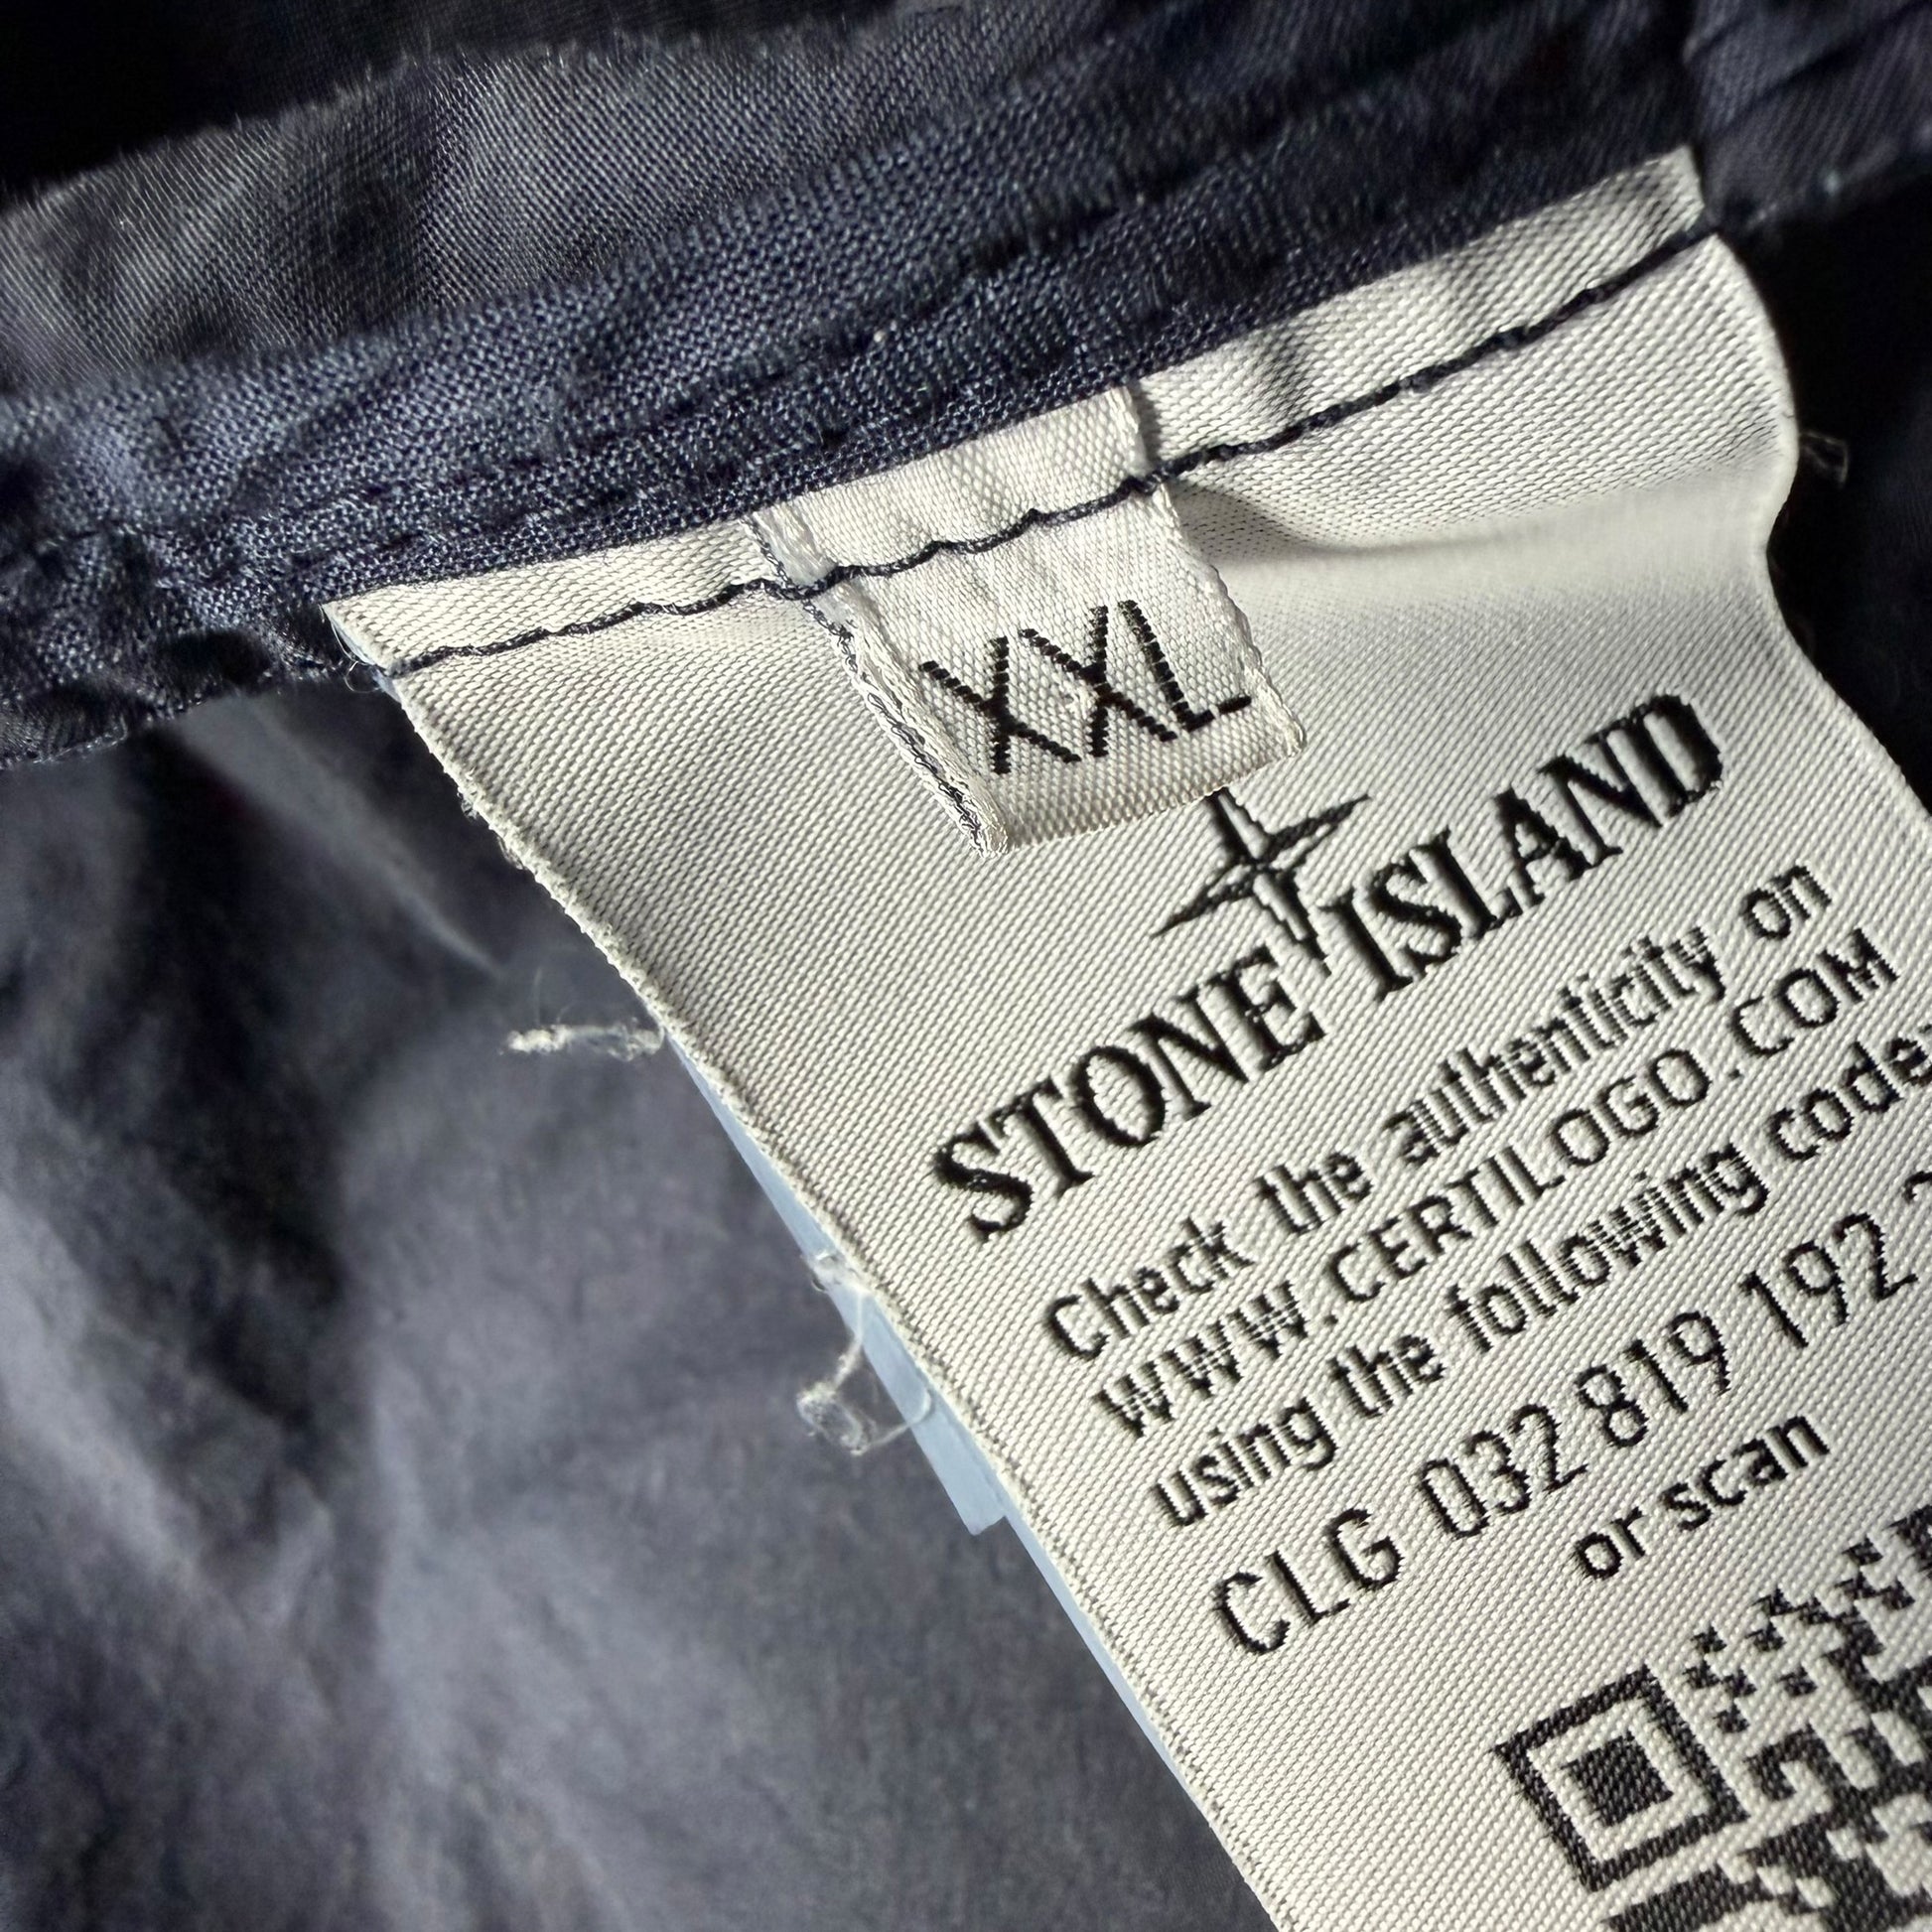 XXL
STONE ISLAND
Check the authenticity on
WWW.CERTILOGO.COM
using the following code
CLG 032 819 192
or scan